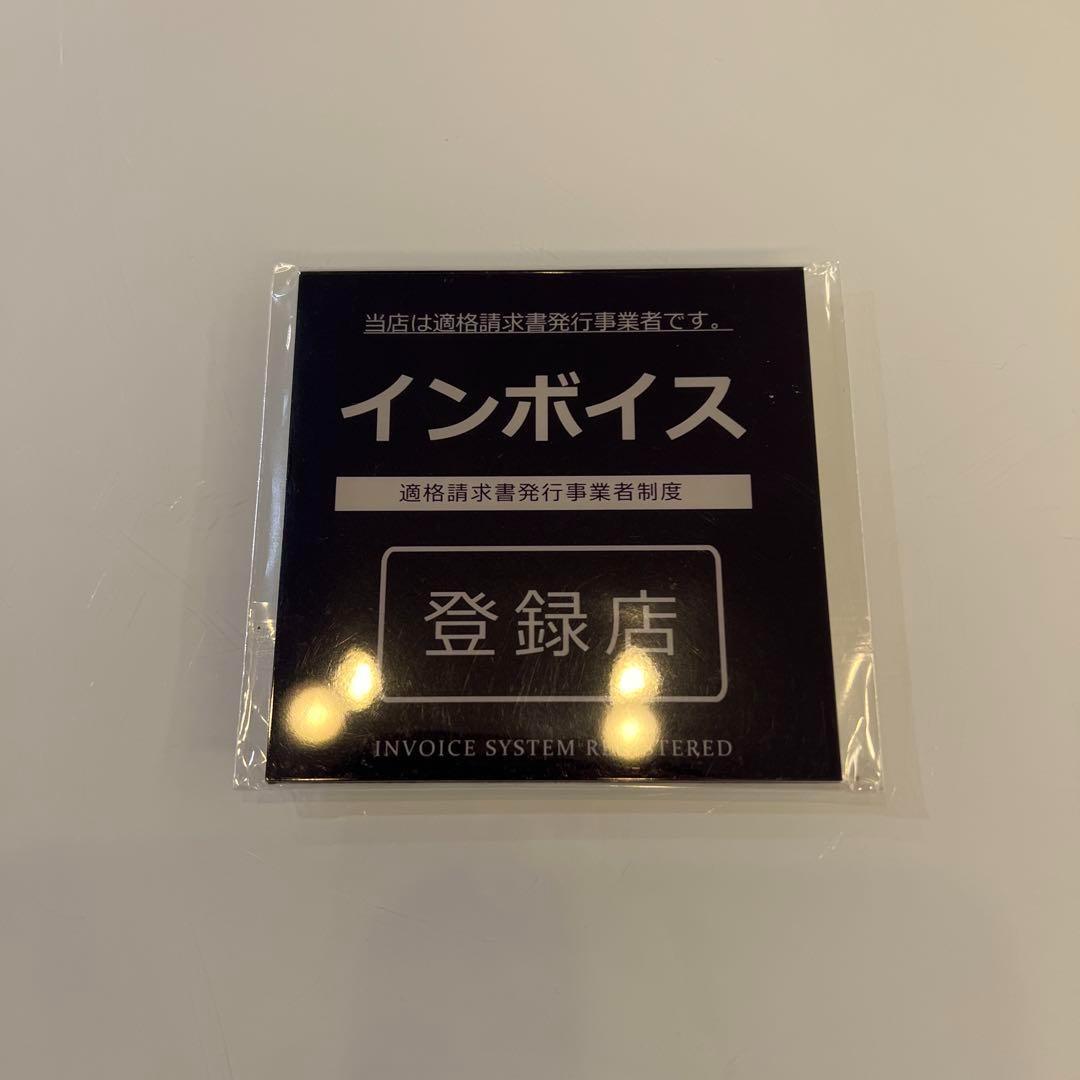 当店は適格請求書発行事業者です。
インボイス
適格請求書発行事業者制度
登録店
INVOICE SYSTEM REGISTERED